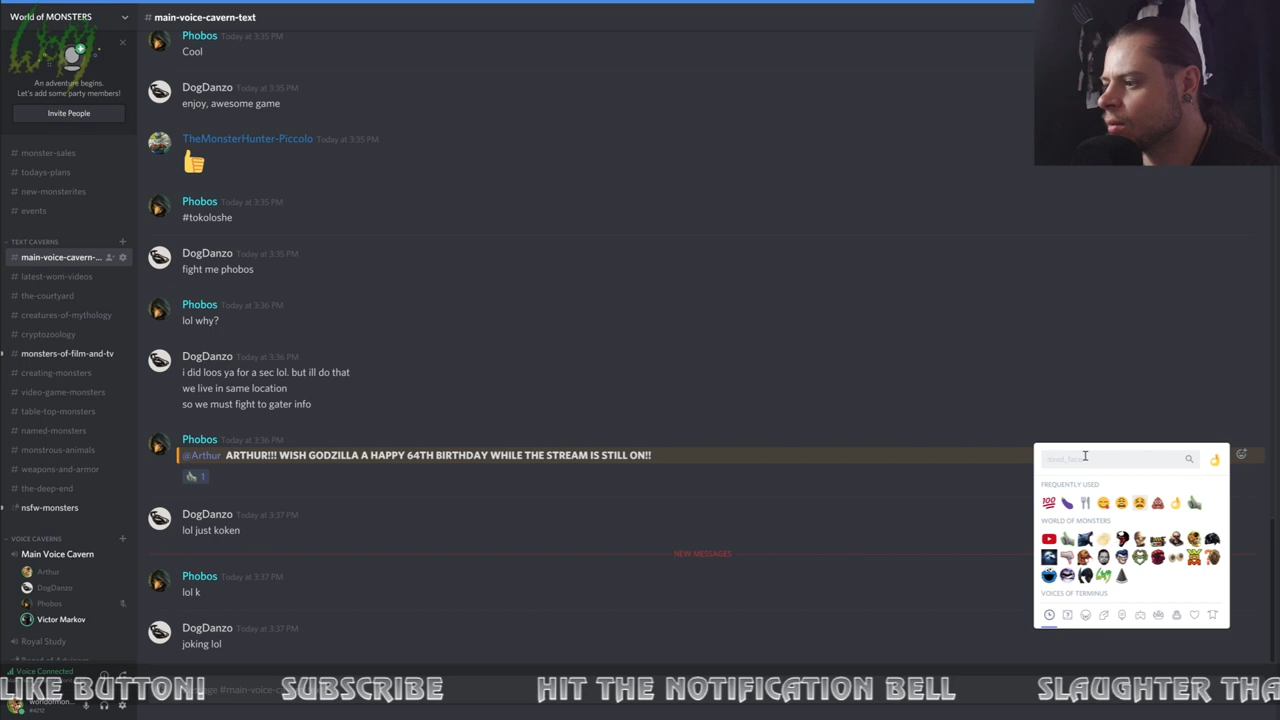 World of MONSTERS
An adventure begins.
Let's add some party members!
Invite People
# monster-sales
# todays-plans
# new-monsterites
# events
TEXT CAVERNS
# main-voice-cavern-...
# latest-wom-videos
# the-courtyard
# creatures-of-mythology
# cryptozoology
# monsters-of-film-and-tv
# creating-monsters
# video-game-monsters
# table-top-monsters
# named-monsters
# monstrous-animals
# weapons-and-armor
# the-deep-end
nsfw-monsters
VOICE CAVERNS
Main Voice Cavern
Arthur
DogDanzo
Phobos
Victor Markov
Royal Study
Voice Connected
# main-voice-cavern-text
Phobos Today at 3:35 PM
Cool
DogDanzo Today at 3:35 PM
enjoy, awesome game
TheMonsterHunter-Piccolo Today at 3:35 PM
Phobos Today at 3:35 PM
#tokoloshe
DogDanzo Today at 3:35 PM
fight me phobos
Phobos Today at 3:36 PM
lol why?
DogDanzo Today at 3:36 PM
i did loos ya for a sec lol. but ill do that
we live in same location
so we must fight to gater info
Phobos Today at 3:36 PM
@Arthur ARTHUR!!! WISH GODZILLA A HAPPY 64TH BIRTHDAY WHILE THE STREAM IS STILL ON!!
1
DogDanzo Today at 3:36 PM
lol just koken
NEW MESSAGES
Phobos Today at 3:37 PM
lol k
DogDanzo Today at 3:37 PM
joking lol
FREQUENTLY USED
100
WORLD OF MONSTERS
VOICES OF TERMINUS
LIKE BUTTON! SUBSCRIBE HIT THE NOTIFICATION BELL SLAUGHTER THA